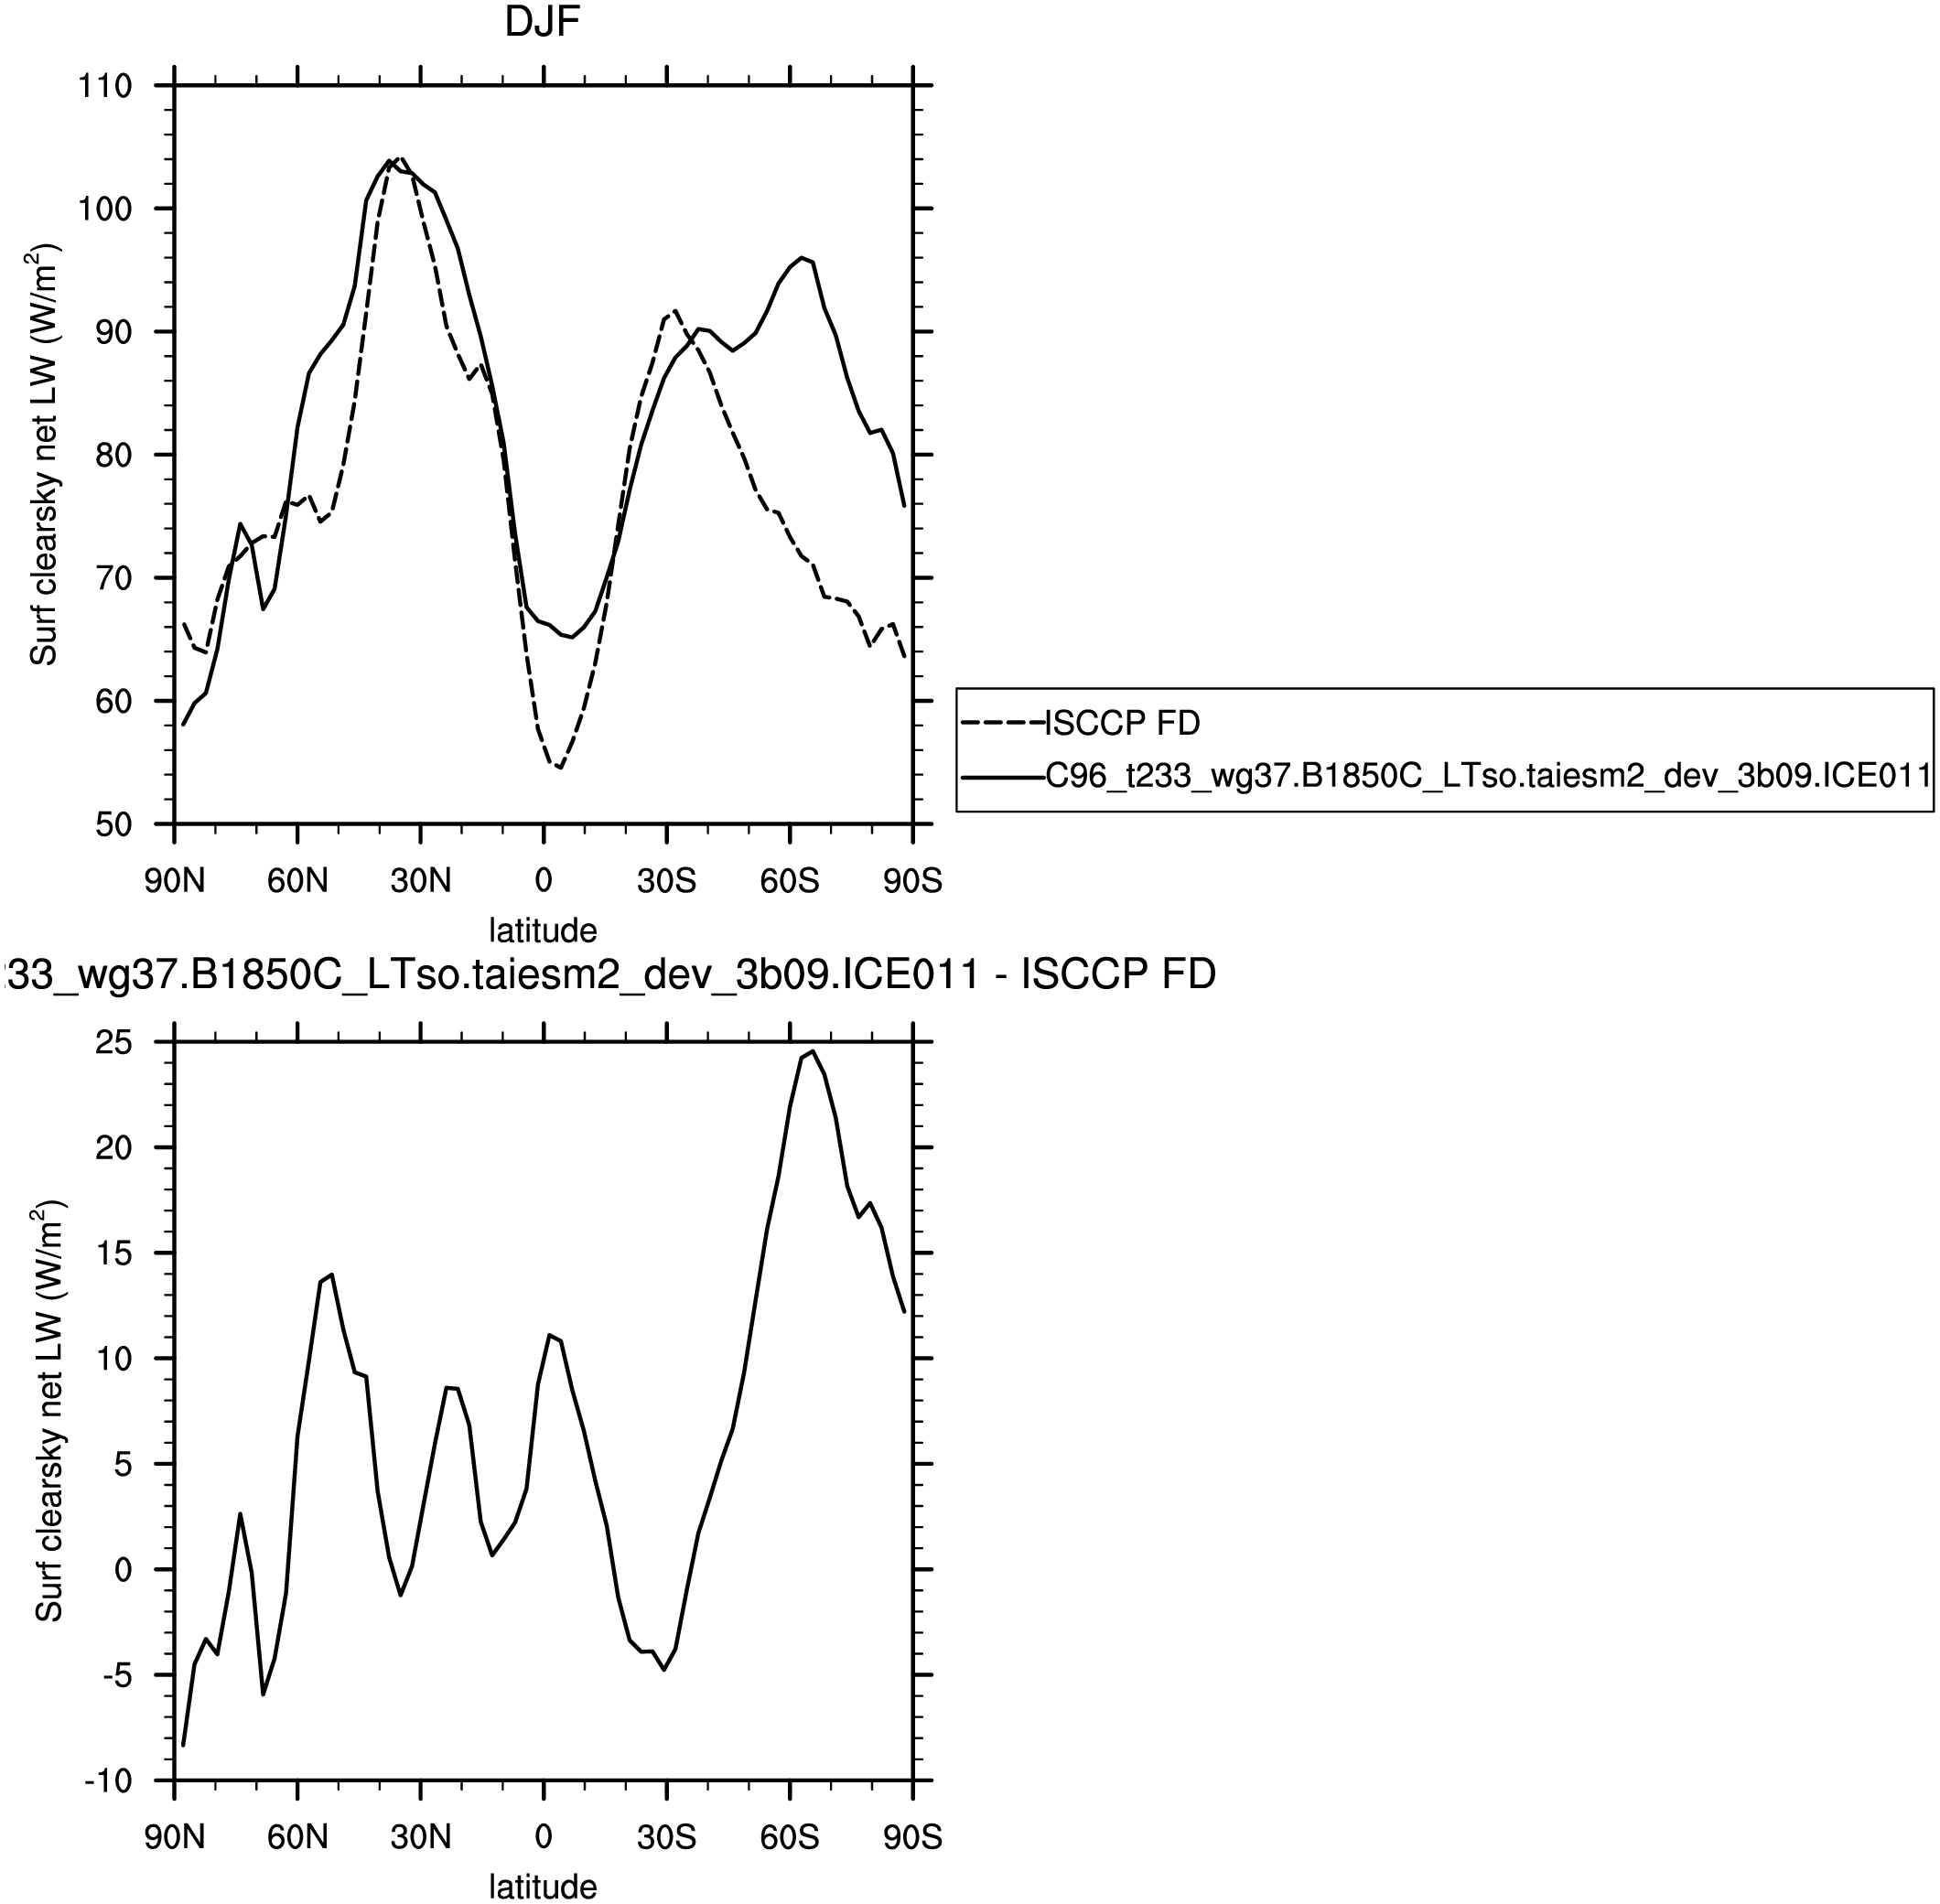 DJF
110
100
90
80
70
60
50
Surf clearsky net LW (W/m²)
90N 60N 30N 0 30S 60S 90S
latitude
ISCCP FD
C96_t233_wg37.B1850C_LTso.taiesm2_dev_3b09.ICE011
33_wg37.B1850C_LTso.taiesm2_dev_3b09.ICE011 - ISCCP FD
25
20
15
10
5
0
-5
-10
Surf clearsky net LW (W/m²)
90N 60N 30N 0 30S 60S 90S
latitude